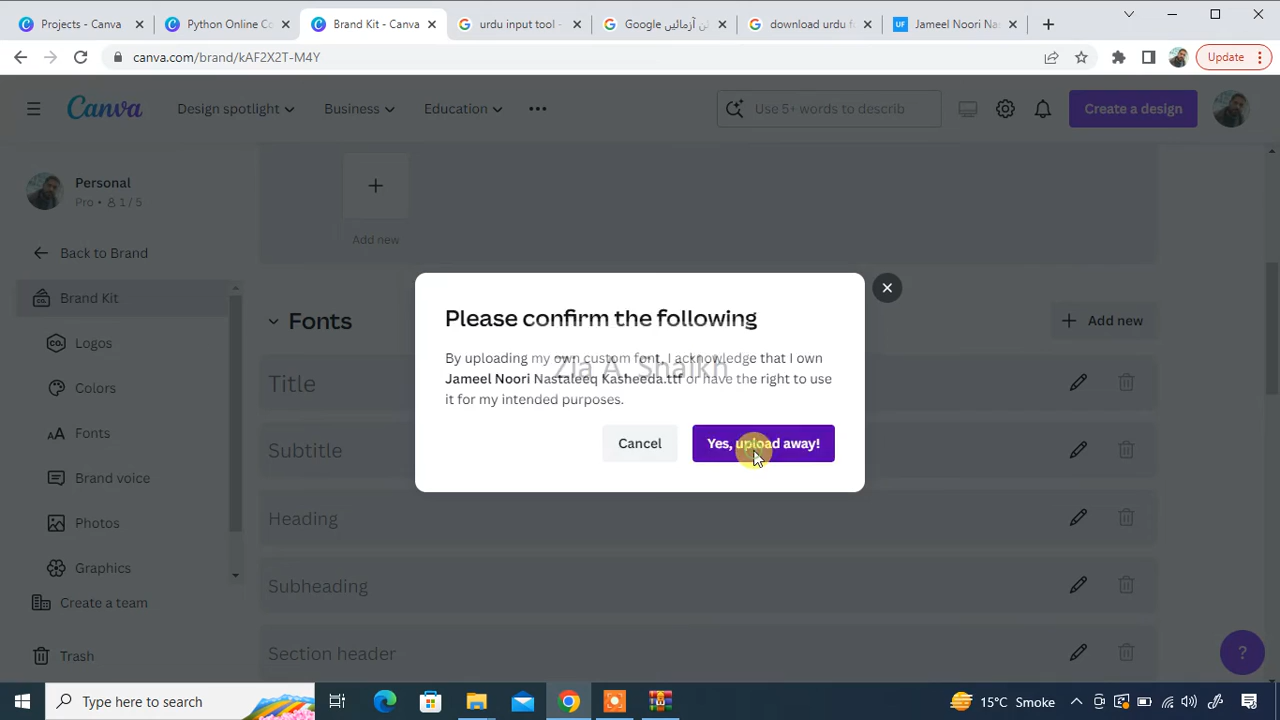 Projects - Canva
Python Online Co
Brand Kit - Canva
urdu input tool -
Google لن آزمائیں
download urdu f
UF Jameel Noori Na
canva.com/brand/kAF2X2T-M4Y
Update
Canva
Design spotlight
Business
Education
Use 5+ words to describ
Create a design
Personal
Pro • 1 / 5
Back to Brand
Brand Kit
Logos
Colors
Fonts
Brand voice
Photos
Graphics
Create a team
Trash
Add new
Fonts
Add new
Title
Subtitle
Heading
Subheading
Section header
Please confirm the following
By uploading my own custom font, I acknowledge that I own
Jameel Noori Nastaleeq Kasheeda.ttf or have the right to use
it for my intended purposes.
Zia A. Shaikh
Cancel
Yes, upload away!
?
Type here to search
15°C Smoke